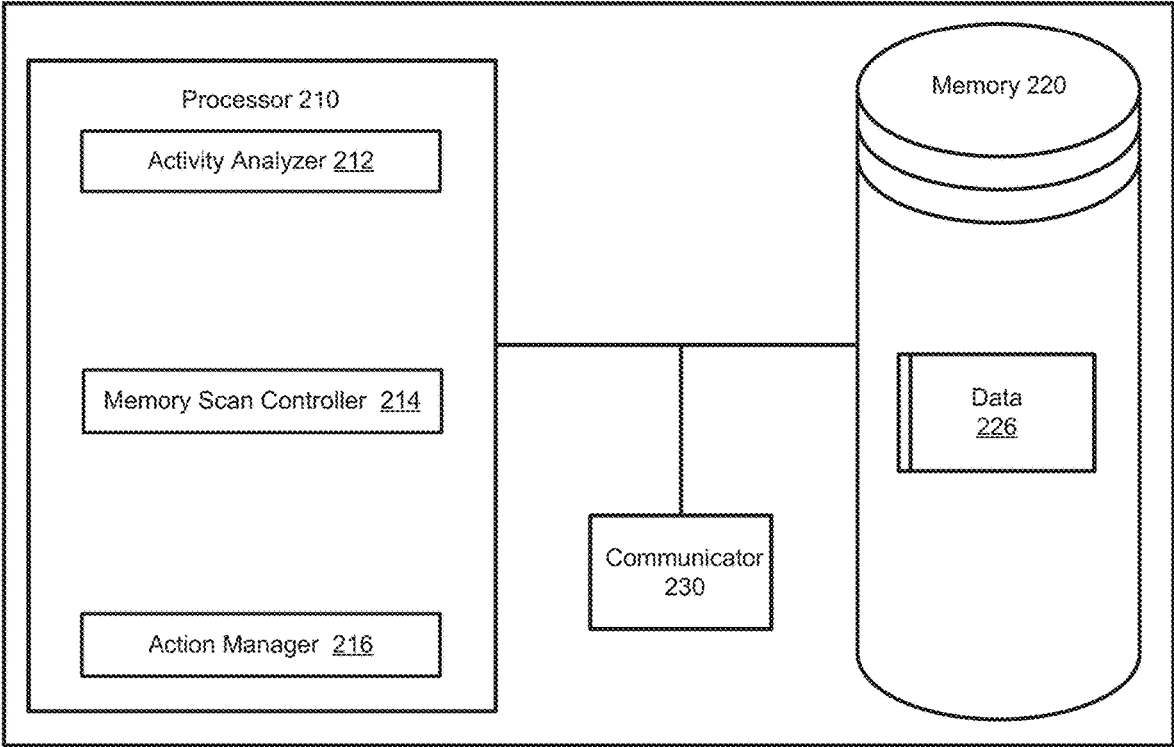 Processor 210
Activity Analyzer 212
Memory Scan Controller 214
Action Manager 216
Communicator
230
Memory 220
Data
226